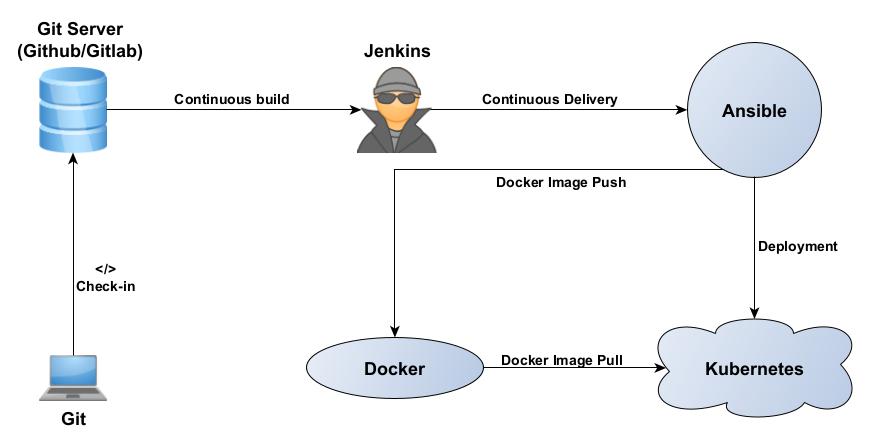 Git Server
(Github/Gitlab)
Jenkins
Continuous build
Continuous Delivery
Ansible
Docker Image Push
Deployment
</>
Check-in
Docker
Docker Image Pull
Kubernetes
Git